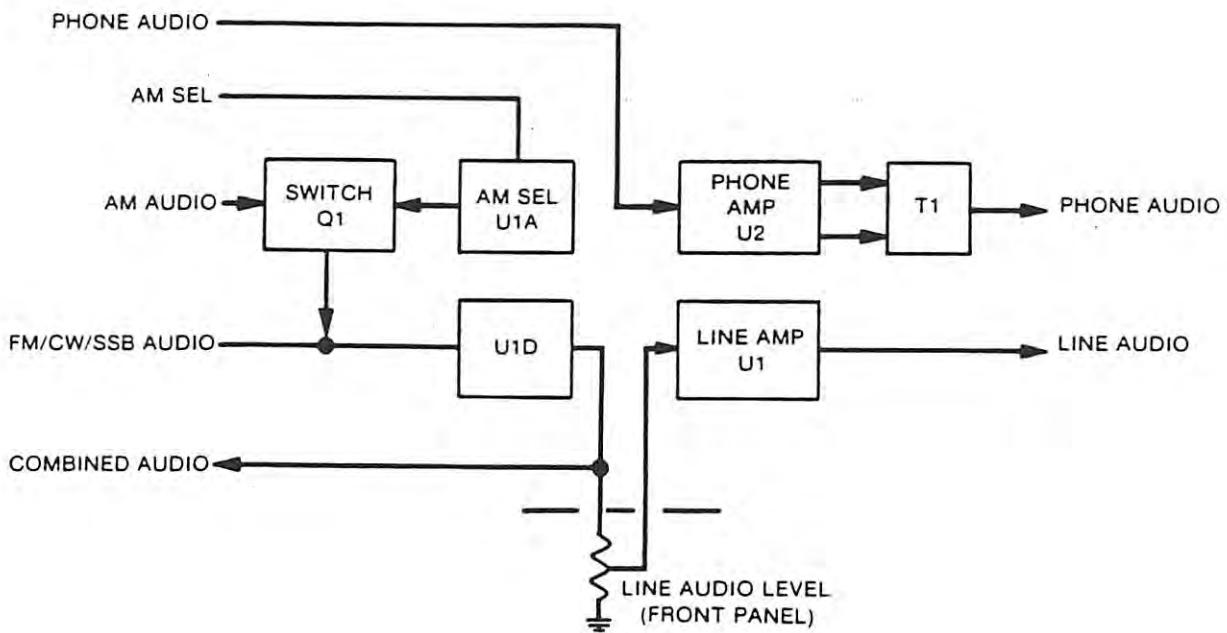 PHONE AUDIO
AM SEL
AM AUDIO
SWITCH
Q1
AM SEL
U1A
PHONE
AMP
U2
T1
PHONE AUDIO
FM/CW/SSB AUDIO
U1D
LINE AMP
U1
LINE AUDIO
COMBINED AUDIO
LINE AUDIO LEVEL
(FRONT PANEL)